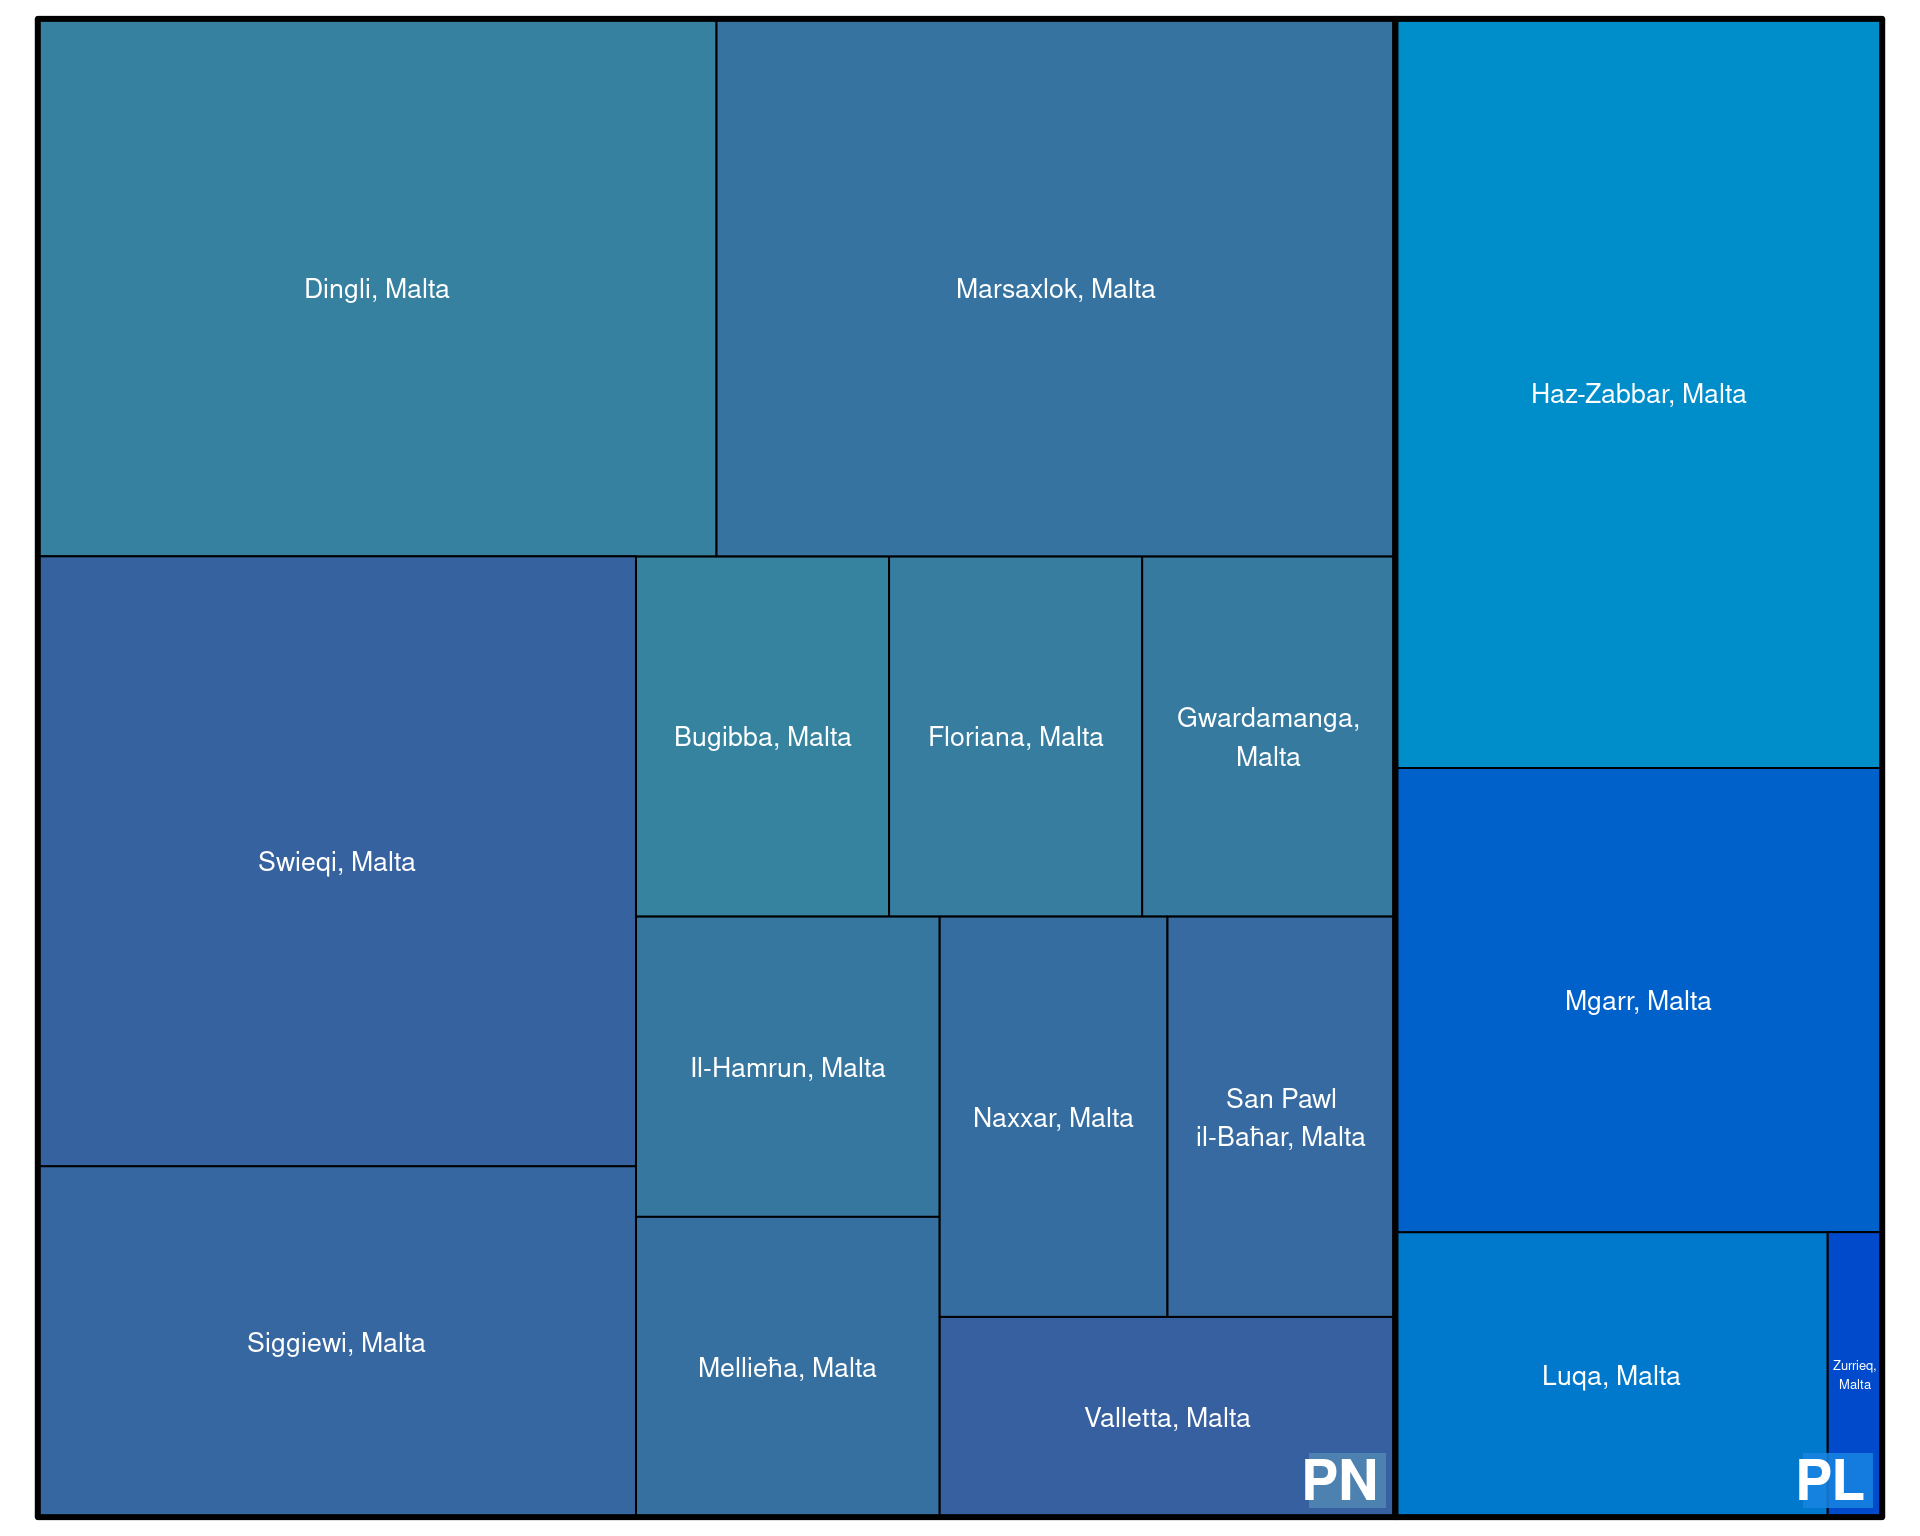 Dingli, Malta
Marsaxlok, Malta
Haz-Zabbar, Malta
Swieqi, Malta
Bugibba, Malta
Floriana, Malta
Gwardamanga,
Malta
Mgarr, Malta
Il-Hamrun, Malta
Naxxar, Malta
San Pawl
il-Baħar, Malta
Siggiewi, Malta
Mellieħa, Malta
Valletta, Malta
Luqa, Malta
Zurrieq,
Malta
PN
PL